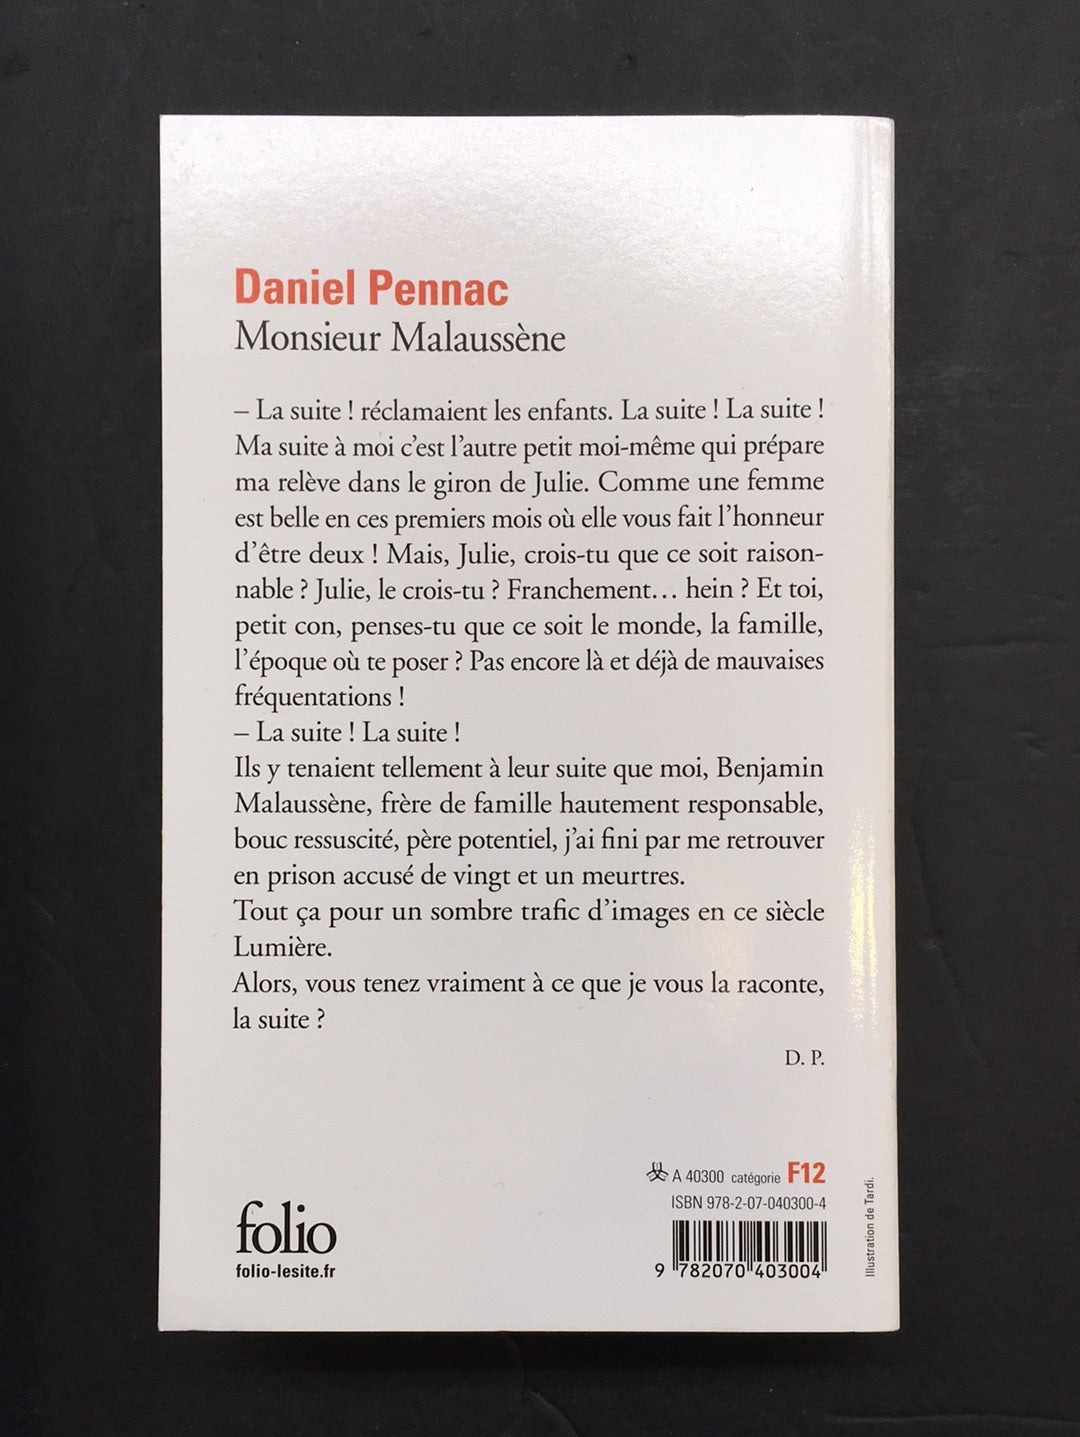 Daniel Pennac
Monsieur Malaussène
– La suite ! réclamaient les enfants. La suite ! La suite !
Ma suite à moi c’est l’autre petit moi-même qui prépare
ma relève dans le giron de Julie. Comme une femme
est belle en ces premiers mois où elle vous fait l’honneur
d’être deux ! Mais, Julie, crois-tu que ce soit raison-
nable ? Julie, le crois-tu ? Franchement… hein ? Et toi,
petit con, penses-tu que ce soit le monde, la famille,
l’époque où te poser ? Pas encore là et déjà de mauvaises
fréquentations !
– La suite ! La suite !
Ils y tenaient tellement à leur suite que moi, Benjamin
Malaussène, frère de famille hautement responsable,
bouc ressuscité, père potentiel, j’ai fini par me retrouver
en prison accusé de vingt et un meurtres.
Tout ça pour un sombre trafic d’images en ce siècle
Lumière.
Alors, vous tenez vraiment à ce que je vous la raconte,
la suite ?
D. P.
A 40300 catégorie F12
ISBN 978-2-07-040300-4
9 782070 403004
folio
folio-lesite.fr
Illustration de Tardi.